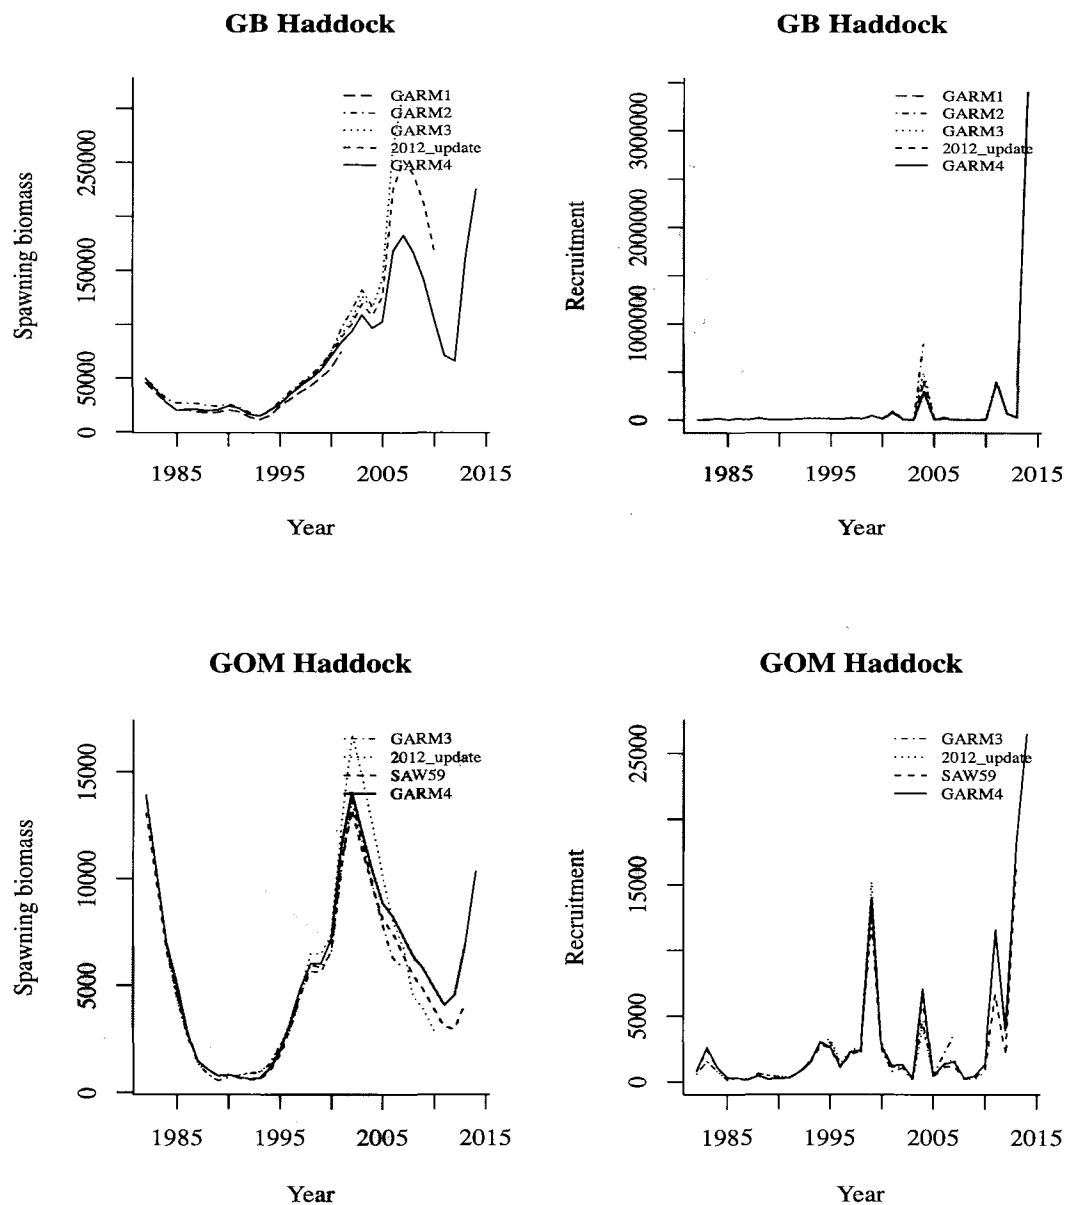 GB Haddock
GARM1
GARM2
GARM3
2012_update
GARM4
Spawning biomass
250000
150000
50000
0
1985
1995
2005
2015
Year
GB Haddock
GARM1
GARM2
GARM3
2012_update
GARM4
Recruitment
3000000
2000000
1000000
0
1985
1995
2005
2015
Year
GOM Haddock
GARM3
2012_update
SAW59
GARM4
Spawning biomass
15000
10000
5000
0
1985
1995
2005
2015
Year
GOM Haddock
GARM3
2012_update
SAW59
GARM4
Recruitment
25000
15000
5000
0
1985
1995
2005
2015
Year